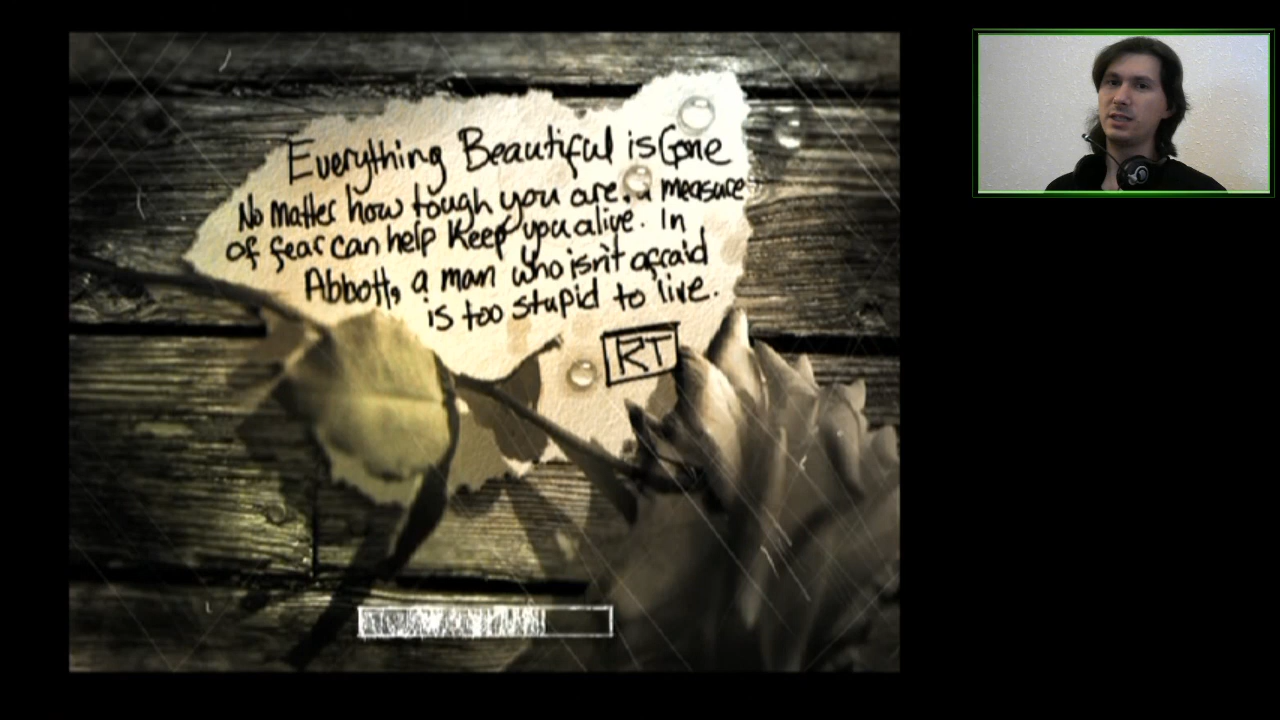 Everything Beautiful is Gone
No matter how tough you are, a measure
of fear can help keep you alive. In
Abbott, a man who isn't afraid
is too stupid to live.
RT